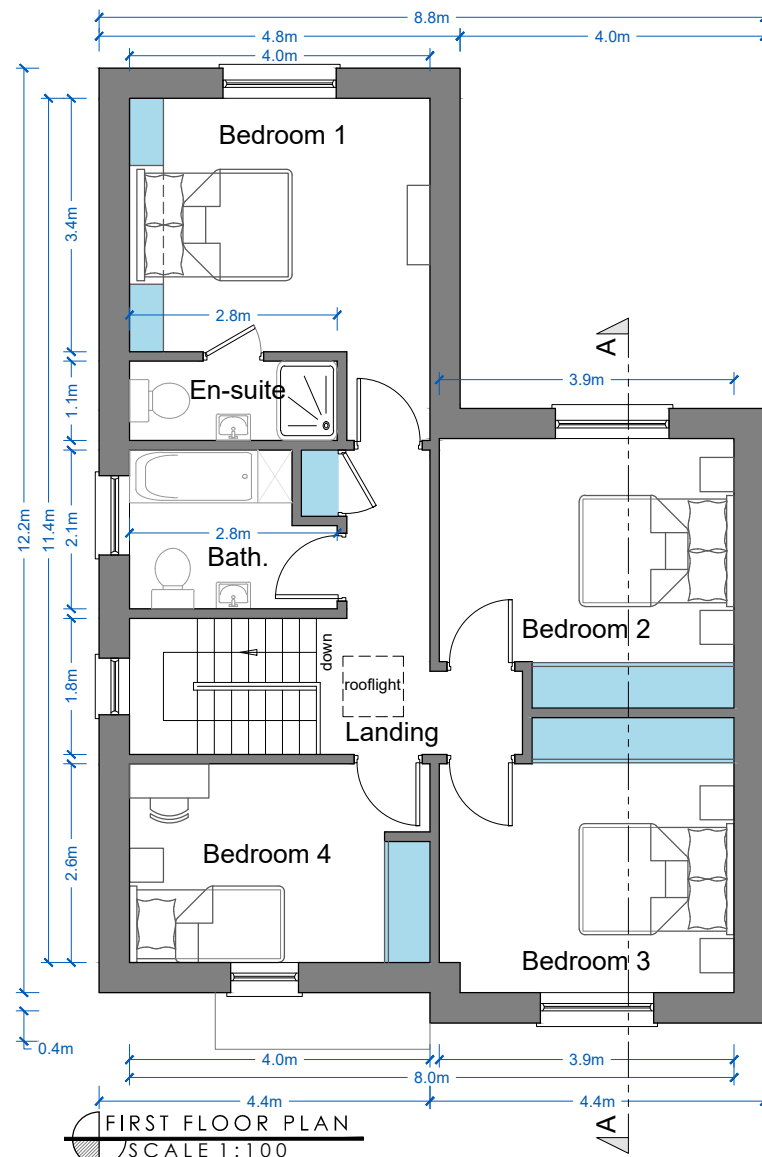 8.8m
4.8m
4.0m
4.0m
Bedroom 1
3.4m
2.8m
A
En-suite
3.9m
1.1m
12.2m
11.4m
2.1m
2.8m
Bath.
Bedroom 2
down
1.8m
rooflight
Landing
Bedroom 4
2.6m
Bedroom 3
0.4m
4.0m
3.9m
8.0m
4.4m
4.4m
A
FIRST FLOOR PLAN
SCALE 1:100